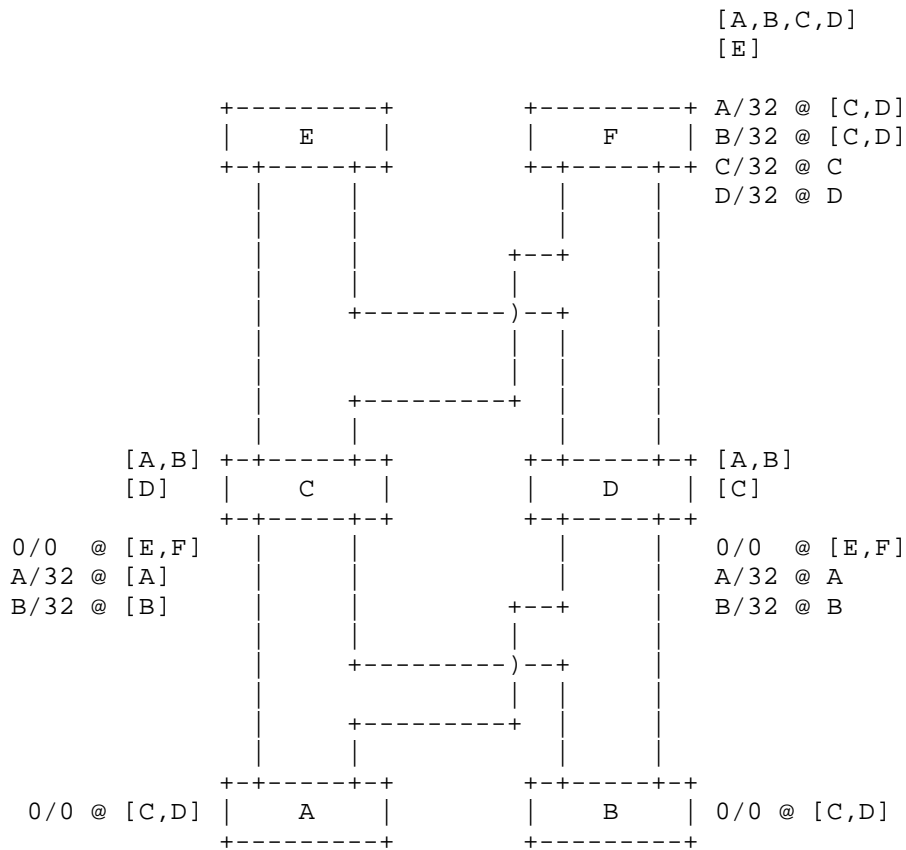 [A,B,C,D]
[E]
A/32 @ [C,D]
E F B/32 @ [C,D]
C/32 @ C
D/32 @ D
[A,B] [A,B]
[D] C D [C]
0/0 @ [E,F] 0/0 @ [E,F]
A/32 @ [A] A/32 @ A
B/32 @ [B] B/32 @ B
0/0 @ [C,D] A B 0/0 @ [C,D]